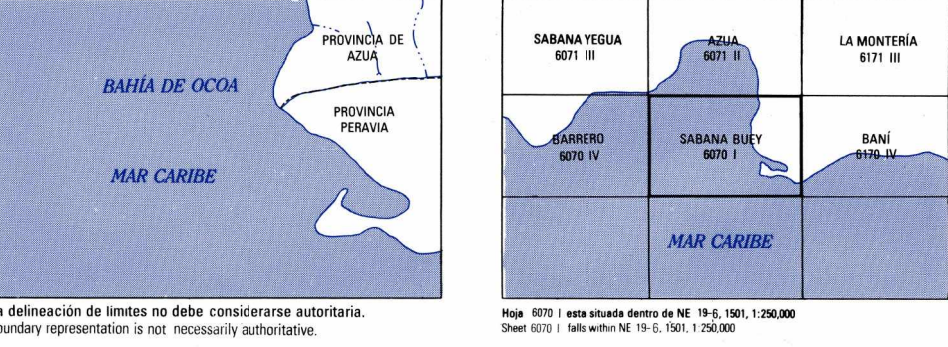 PROVINCIA DE
AZUA
BAHÍA DE OCOA
PROVINCIA
PERAVIA
MAR CARIBE
a delineación de límites no debe considerarse autoritaria.
oundary representation is not necessarily authoritative.
SABANA YEGUA
6071 III
AZUA
6071 II
LA MONTERÍA
6171 III
BARRERO
6070 IV
SABANA BUEY
6070 I
BANÍ
6170 IV
MAR CARIBE
Hoja 6070 I esta situada dentro de NE 19-6, 1501, 1:250,000
Sheet 6070 I falls within NE 19-6, 1501, 1:250,000